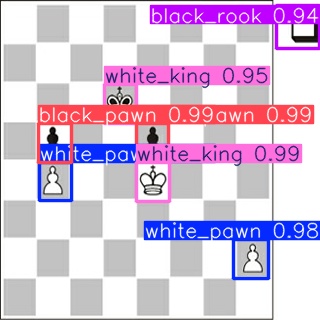 black_rook 0.94
white_king 0.95
black_pawn 0.99awn 0.99
white_paw
white_king 0.99
white_pawn 0.98